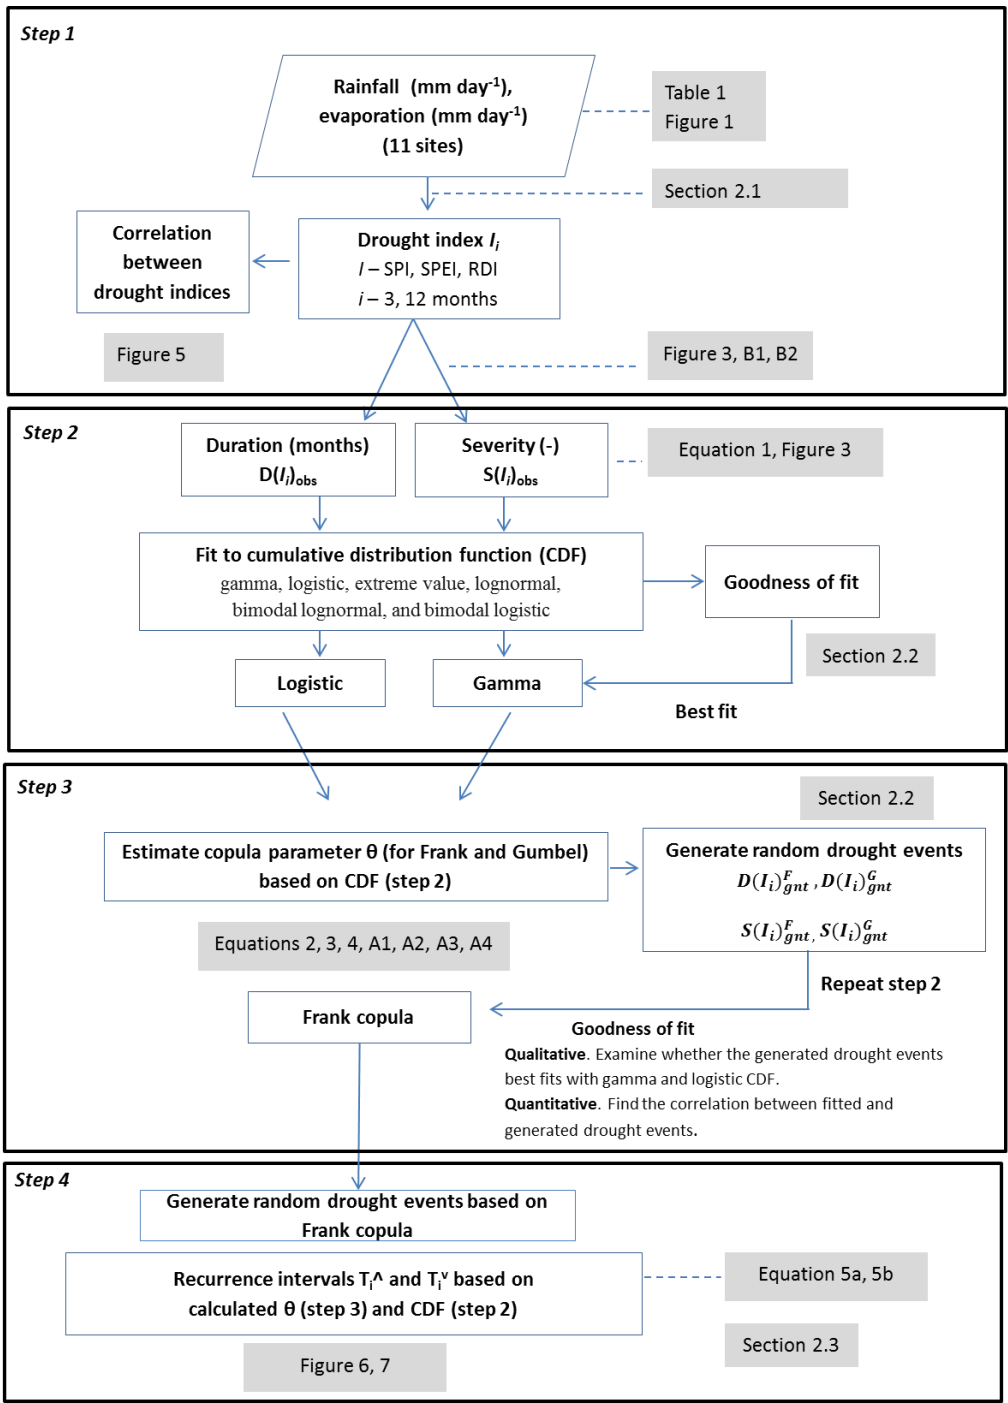 Step 1
Rainfall (mm day-1),
evaporation (mm day-1)
(11 sites)
Table 1
Figure 1
Section 2.1
Correlation
between
drought indices
Drought index Ii
I – SPI, SPEI, RDI
i – 3, 12 months
Figure 5
Figure 3, B1, B2
Step 2
Duration (months)
D(Ii)obs
Severity (-)
S(Ii)obs
Equation 1, Figure 3
Fit to cumulative distribution function (CDF)
gamma, logistic, extreme value, lognormal,
bimodal lognormal, and bimodal logistic
Goodness of fit
Section 2.2
Logistic
Gamma
Best fit
Step 3
Section 2.2
Estimate copula parameter θ (for Frank and Gumbel)
based on CDF (step 2)
Generate random drought events
D(Ii)Fgnt , D(Ii)Ggnt
S(Ii)Fgnt, S(Ii)Ggnt
Equations 2, 3, 4, A1, A2, A3, A4
Repeat step 2
Frank copula
Goodness of fit
Qualitative. Examine whether the generated drought events
best fits with gamma and logistic CDF.
Quantitative. Find the correlation between fitted and
generated drought events.
Step 4
Generate random drought events based on
Frank copula
Recurrence intervals Ti^ and Tiv based on
calculated θ (step 3) and CDF (step 2)
Equation 5a, 5b
Section 2.3
Figure 6, 7